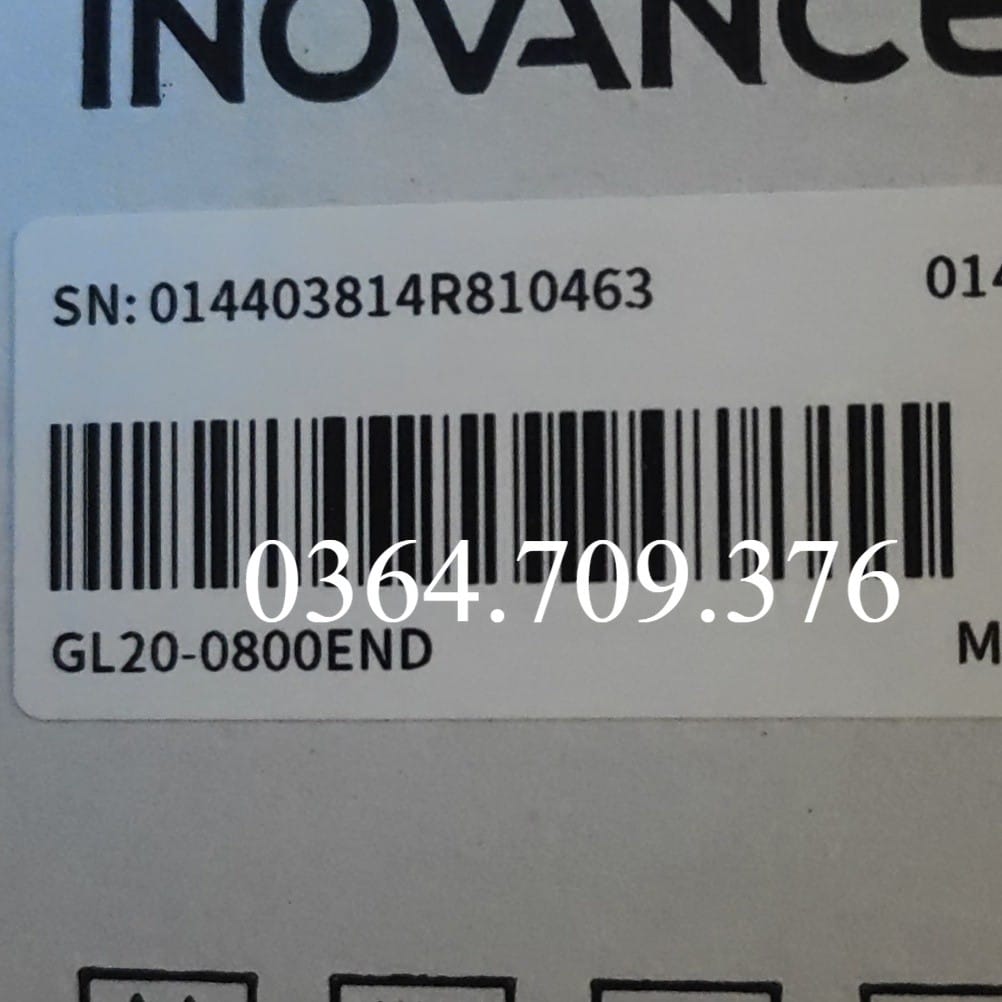 INOVANCE
SN: 014403814R810463
014
0364.709.376
GL20-0800END
M